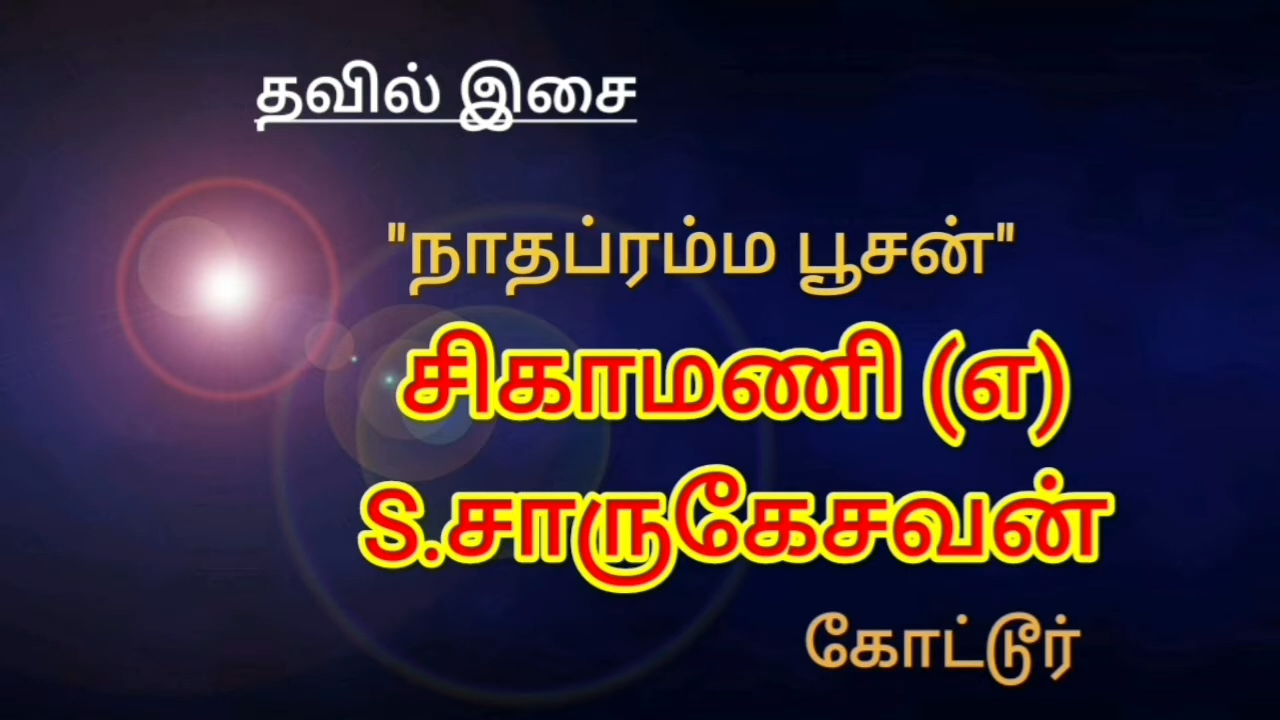 தவில் இசை
"நாதப்ரம்ம பூசன்"
சிகாமணி (எ)
S.சாருகேசவன்
கோட்டூர்